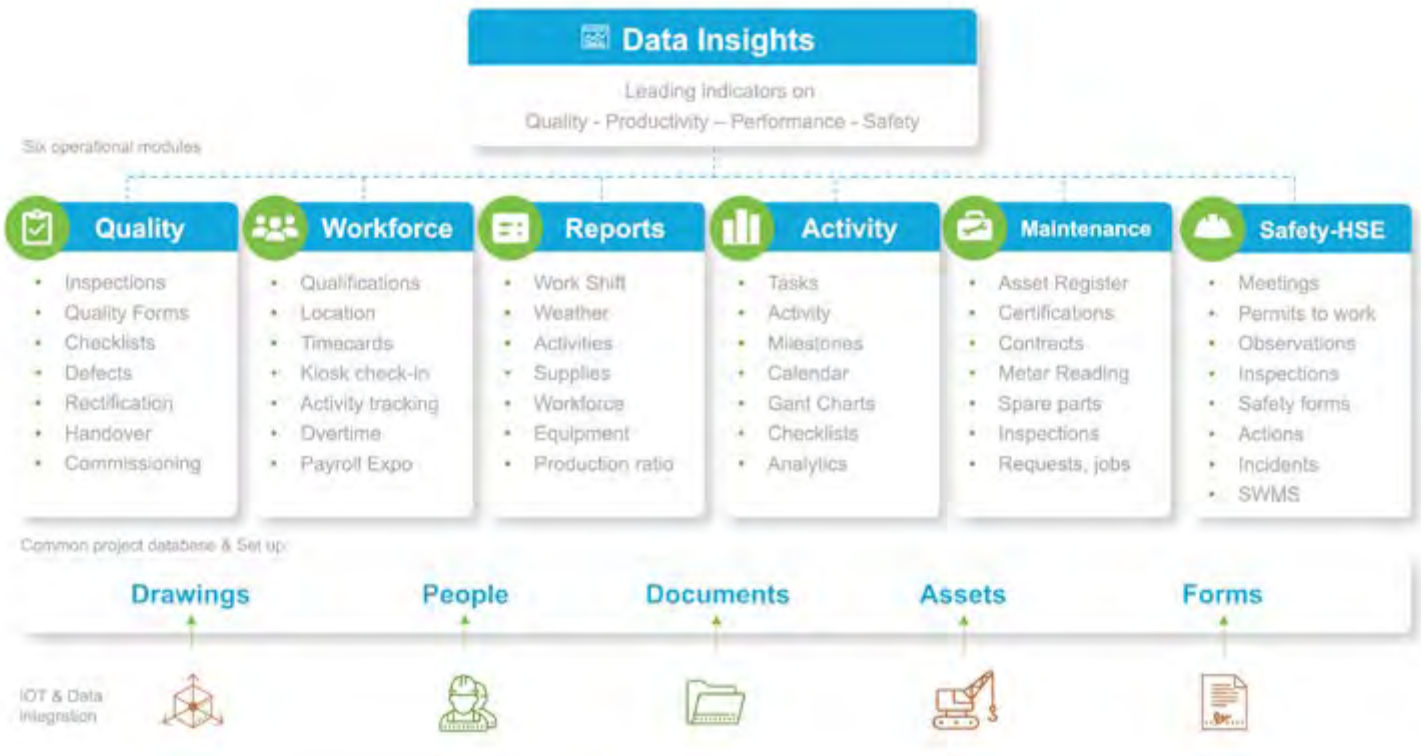 Data Insights
Leading indicators on
Quality - Productivity – Performance - Safety
Six operational modules
Quality
Inspections
Quality Forms
Checklists
Defects
Rectification
Handover
Commissioning
Workforce
Qualifications
Location
Timecards
Kiosk check-in
Activity tracking
Overtime
Payroll Expo
Reports
Work Shift
Weather
Activities
Supplies
Workforce
Equipment
Production ratio
Activity
Tasks
Activity
Milestones
Calendar
Gant Charts
Checklists
Analytics
Maintenance
Asset Register
Certifications
Contracts
Meter Reading
Spare parts
Inspections
Requests, jobs
Safety-HSE
Meetings
Permits to work
Observations
Inspections
Safety forms
Actions
Incidents
SWMS
Common project database & Set up
Drawings
People
Documents
Assets
Forms
IOT & Data
Integration